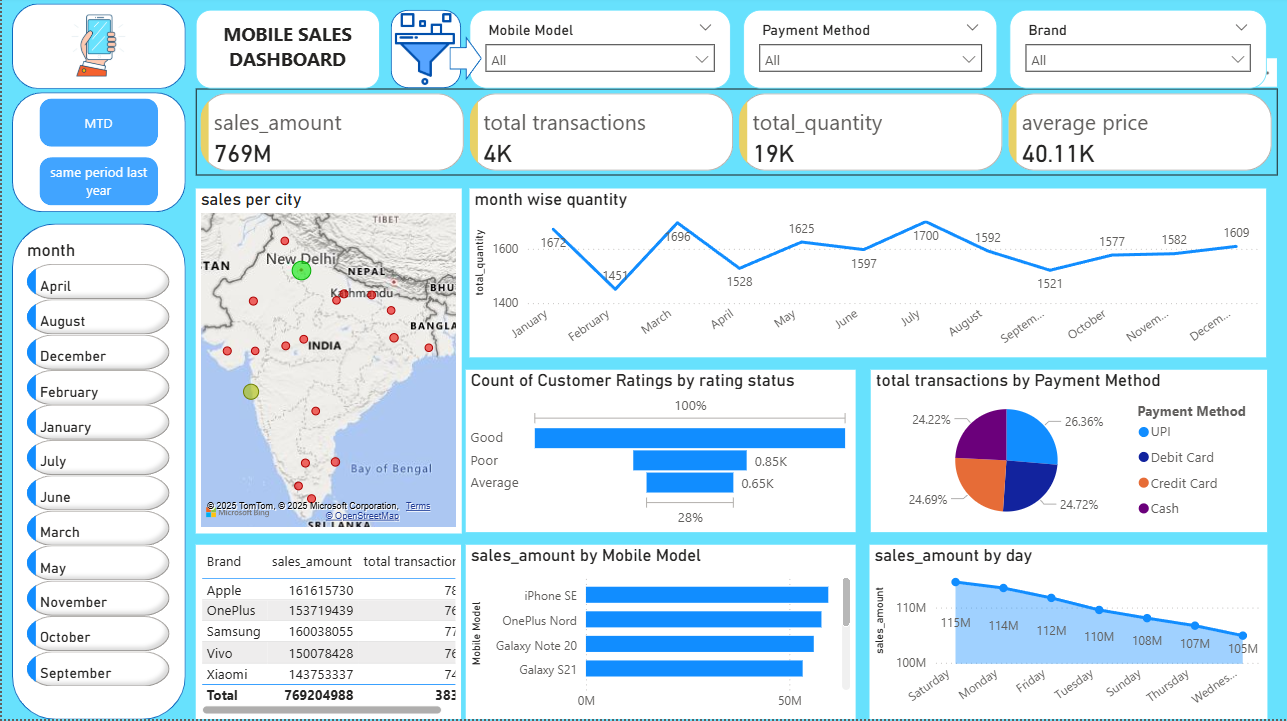 MOBILE SALES
DASHBOARD
Mobile Model
All
Payment Method
All
Brand
All
MTD
same period last
year
sales_amount
769M
total transactions
4K
total_quantity
19K
average price
40.11K
month
April
August
December
February
January
July
June
March
May
November
October
September
sales per city
TIBET
New Delhi
TAN
NEPAL
Kathmandu
BHU
BANGLA
INDIA
Bay of Bengal
© 2025 TomTom, © 2025 Microsoft Corporation, Terms
© OpenStreetMap
Microsoft Bing
SRI LANKA
month wise quantity
total_quantity
1600
1400
1672
1451
1696
1528
1625
1597
1700
1592
1521
1577
1582
1609
January
February
March
April
May
June
July
August
Septem...
October
Novem...
Decem...
Count of Customer Ratings by rating status
100%
Good
Poor
0.85K
Average
0.65K
28%
total transactions by Payment Method
24.22%
26.36%
24.69%
24.72%
Payment Method
UPI
Debit Card
Credit Card
Cash
Brand sales_amount total transaction
Apple 161615730 78
OnePlus 153719439 76
Samsung 160038055 77
Vivo 150078428 76
Xiaomi 143753337 74
Total 769204988 383
sales_amount by Mobile Model
Mobile Model
iPhone SE
OnePlus Nord
Galaxy Note 20
Galaxy S21
0M
50M
sales_amount by day
sales_amount
110M
100M
115M
114M
112M
110M
108M
107M
105M
Saturday
Monday
Friday
Tuesday
Sunday
Thursday
Wednes...